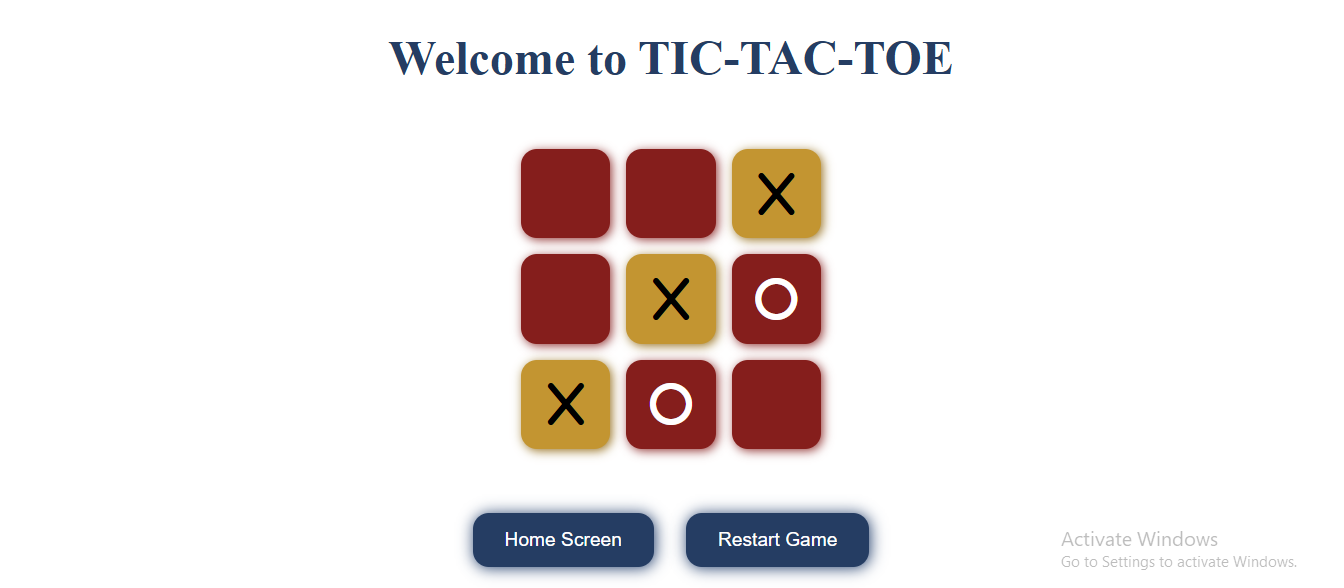 Welcome to TIC-TAC-TOE
X
X O
X O
Home Screen Restart Game
Activate Windows
Go to Settings to activate Windows.